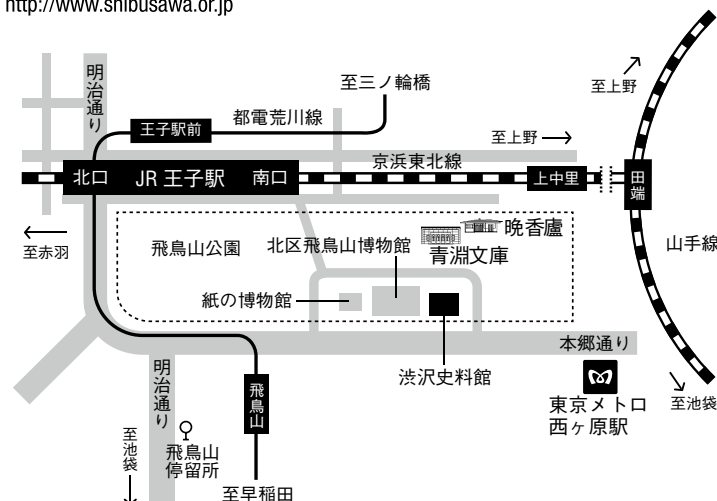 http://www.shibusawa.or.jp
明治通り
至三ノ輪橋
至上野
王子駅前
都電荒川線
至上野
京浜東北線
北口 JR 王子駅 南口
上中里
田端
至赤羽
飛鳥山公園
北区飛鳥山博物館
晩香廬
青淵文庫
山手線
紙の博物館
本郷通り
渋沢史料館
明治通り
飛鳥山
東京メトロ
西ヶ原駅
至池袋
至池袋
飛鳥山
停留所
至早稲田